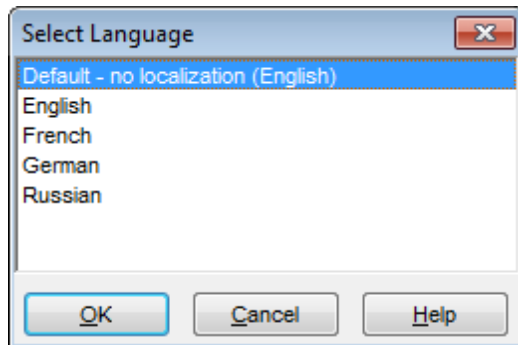 Select Language
Default - no localization (English)
English
French
German
Russian
OK Cancel Help